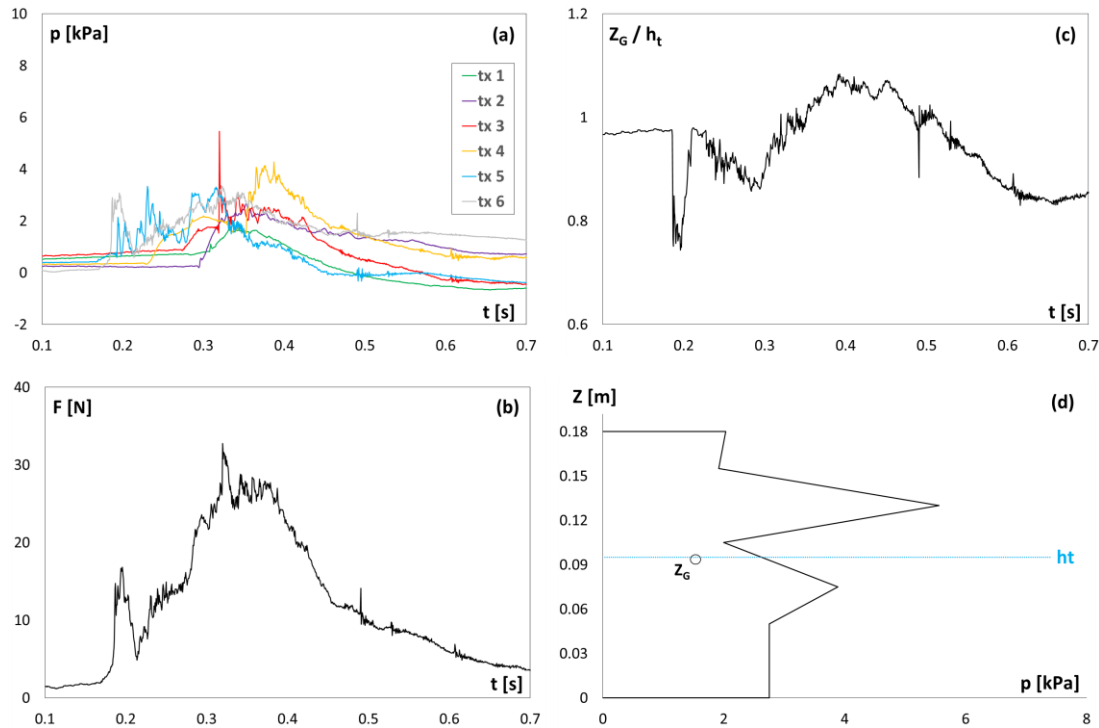 p [kPa]
(a)
10
8
6
4
2
0
-2
tx 1
tx 2
tx 3
tx 4
tx 5
tx 6
t [s]
0.1 0.2 0.3 0.4 0.5 0.6 0.7
Z_G / h_t
(c)
1.2
1
0.8
0.6
t [s]
0.1 0.2 0.3 0.4 0.5 0.6 0.7
F [N]
(b)
40
30
20
10
0
t [s]
0.1 0.2 0.3 0.4 0.5 0.6 0.7
Z [m]
(d)
0.18
0.15
0.12
0.09
0.06
0.03
0
ht
Z_G
p [kPa]
0 2 4 6 8